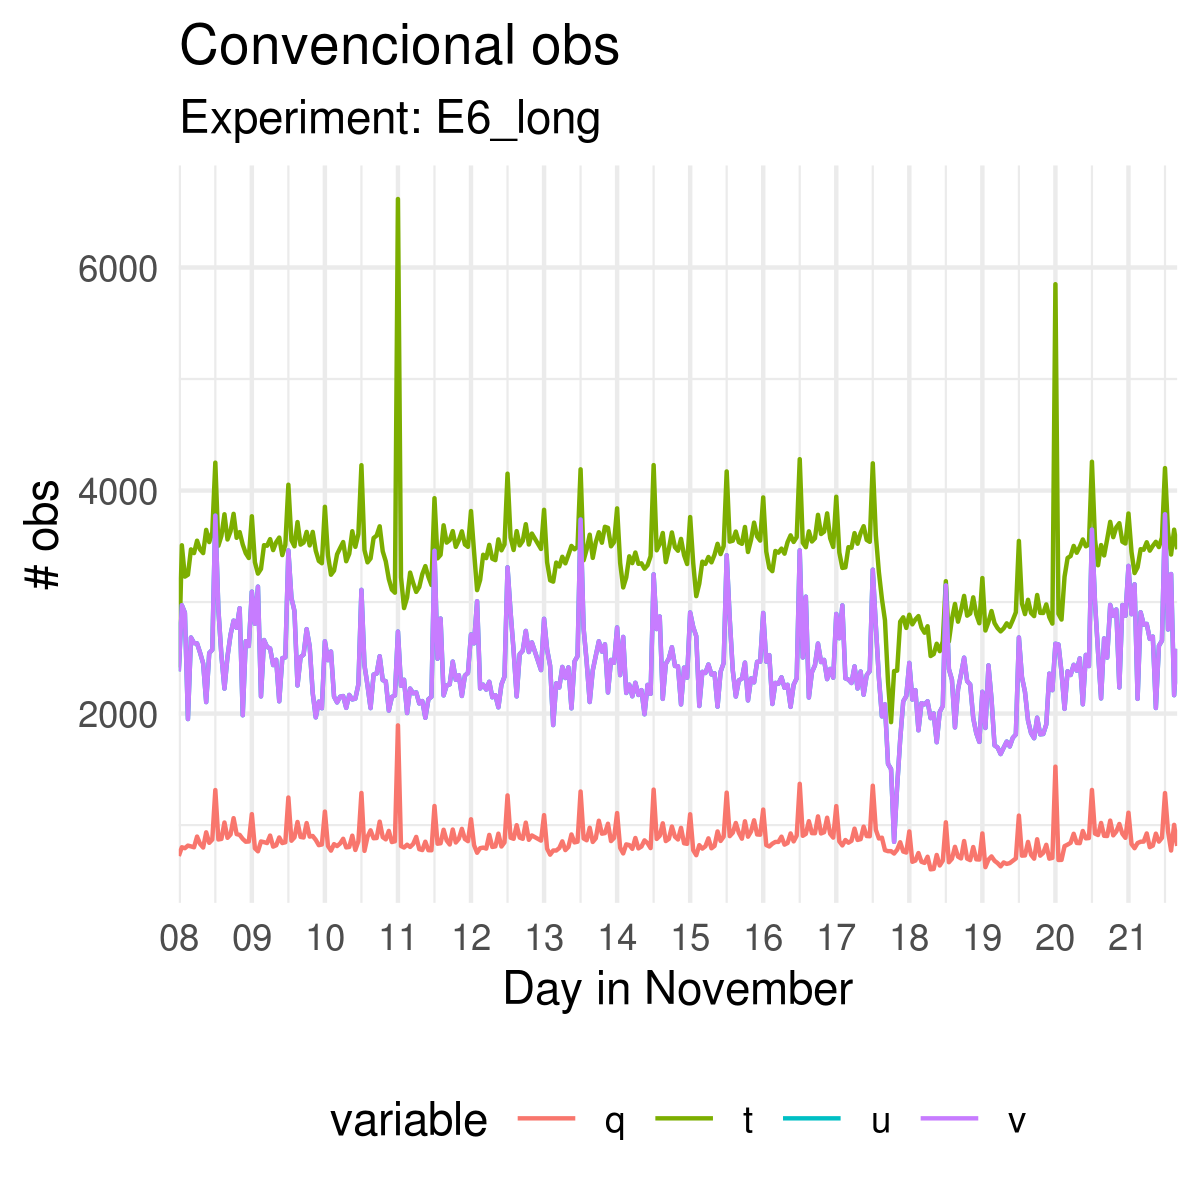 Convencional obs
Experiment: E6_long
# obs
6000
4000
2000
08 09 10 11 12 13 14 15 16 17 18 19 20 21
Day in November
variable q t u v